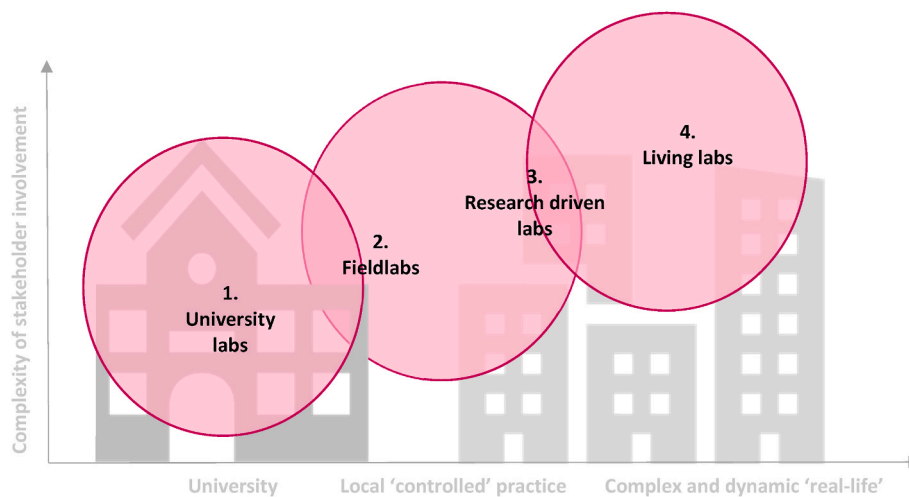 Complexity of stakeholder involvement
1.
University
labs
2.
Fieldlabs
3.
Research driven
labs
4.
Living labs
University
Local ‘controlled’ practice
Complex and dynamic ‘real-life’